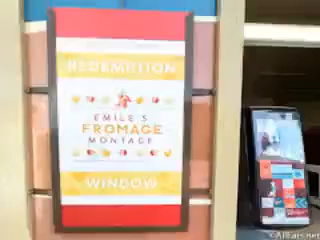 REDEMPTION
EMILE'S
FROMAGE
MONTAGE
WINDOW
©AllEars.net